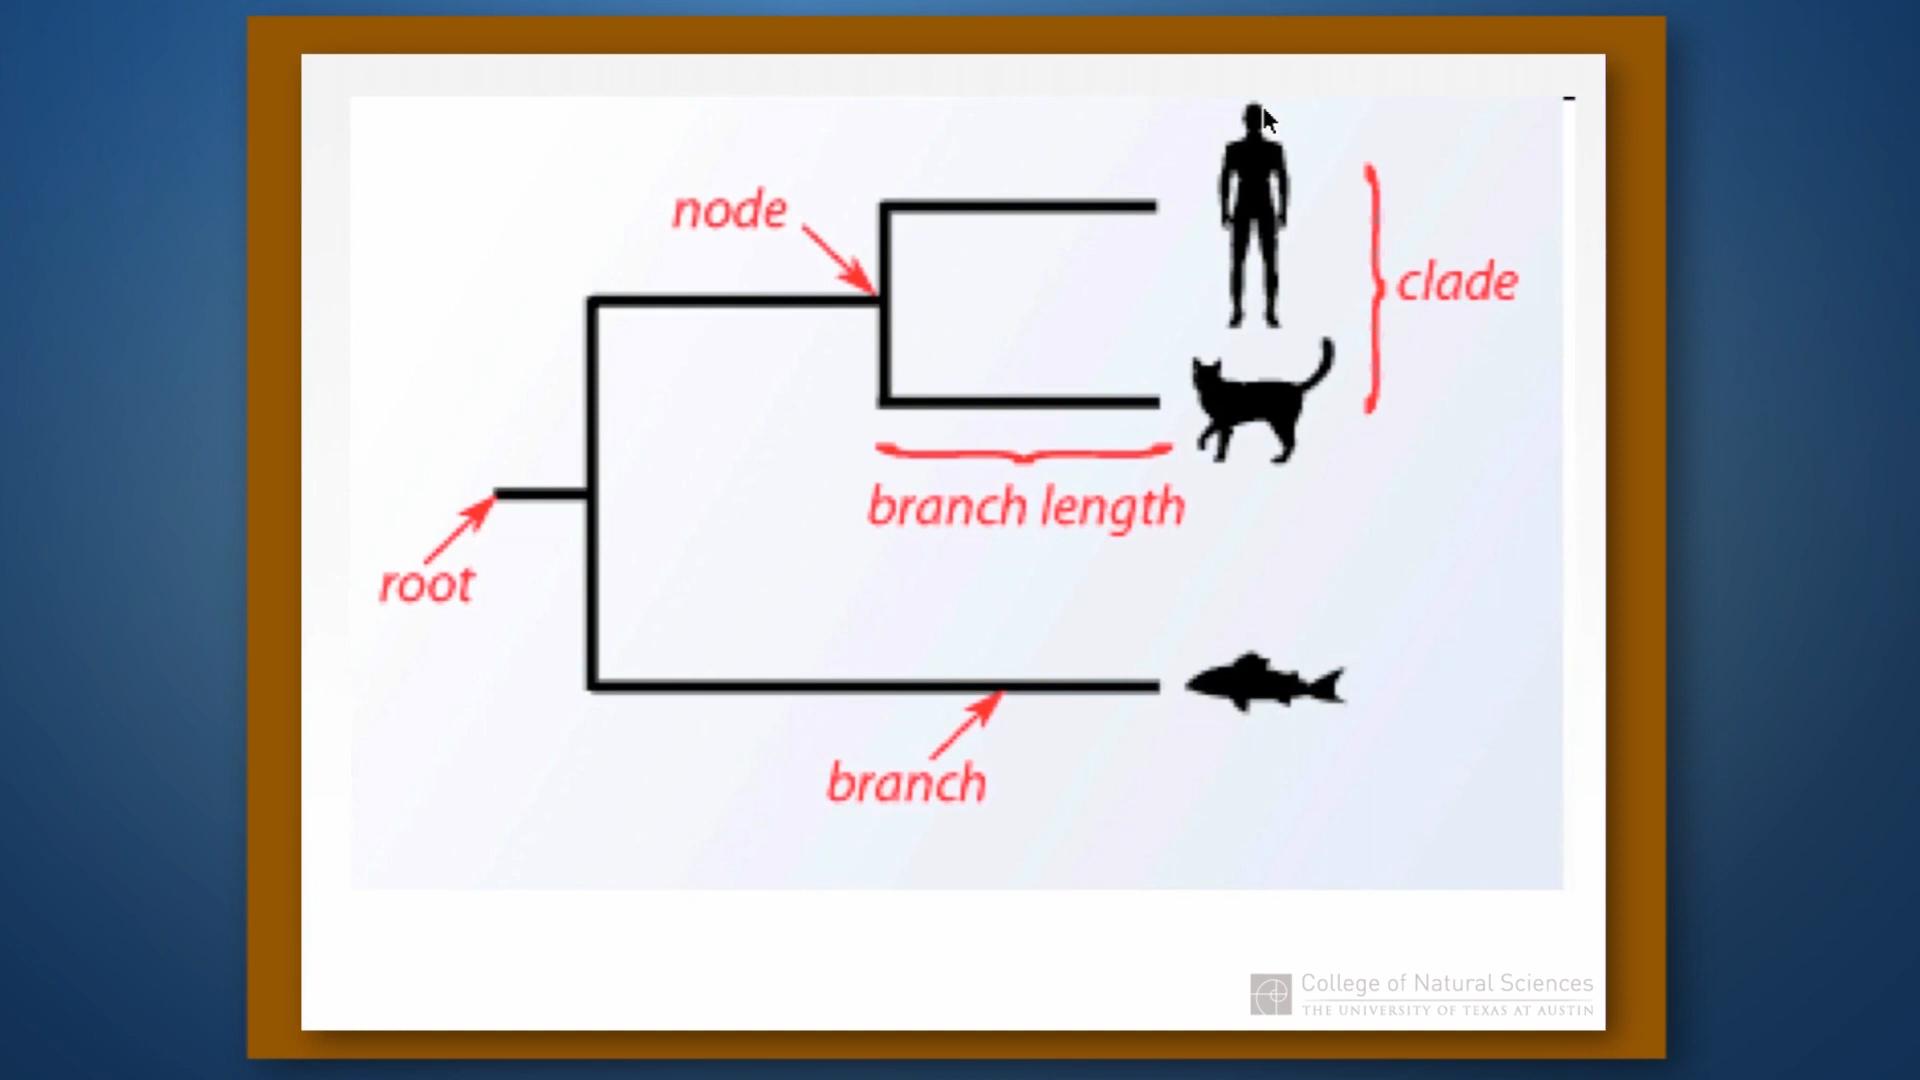 node
clade
branch length
root
branch
College of Natural Sciences
THE UNIVERSITY OF TEXAS AT AUSTIN